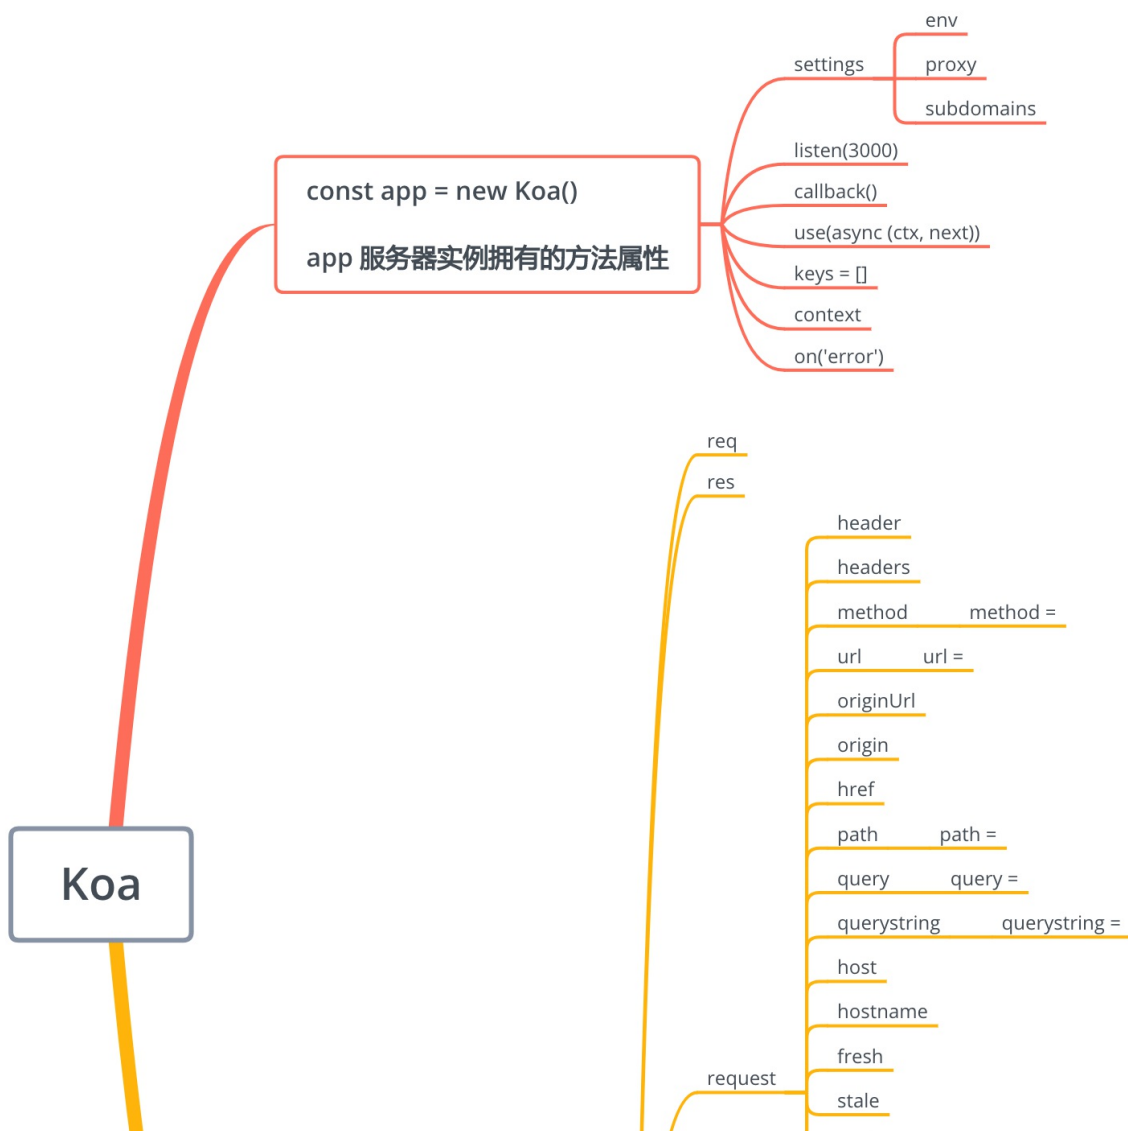 env
settings
proxy
subdomains
listen(3000)
const app = new Koa()
callback()
use(async (ctx, next))
app 服务器实例拥有的方法属性
keys = []
context
on('error')
req
res
header
headers
method method =
url url =
originUrl
origin
href
path path =
Koa
query query =
querystring querystring =
host
hostname
fresh
request
stale